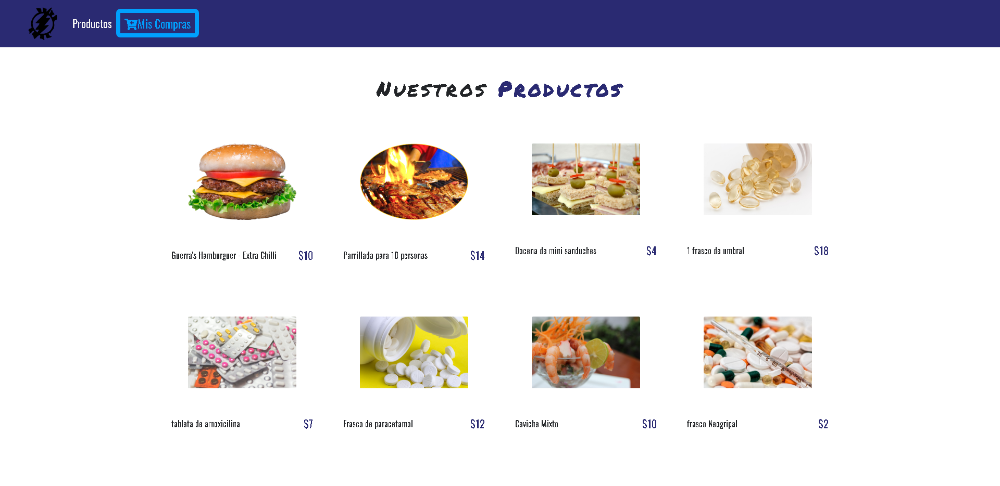 Productos Mis Compras
Nuestros Productos
Guerra's Hamburguer - Extra Chilli $10
Parrillada para 10 personas $14
Docena de mini sanduches $4
1 frasco de umbral $18
tableta de amoxicilina $7
Frasco de paracetamol $12
Ceviche Mixto $10
frasco Neogripal $2